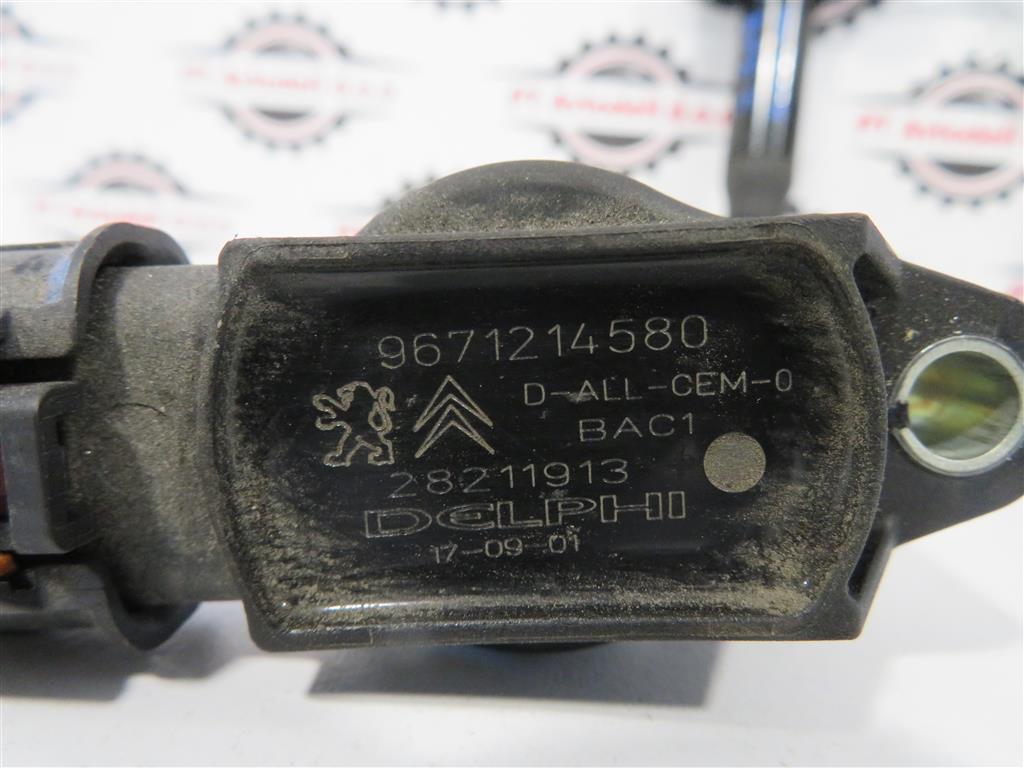 9671214580
D-ALL-CEM-0
BAC1
28211913
DELPHI
17-09-01